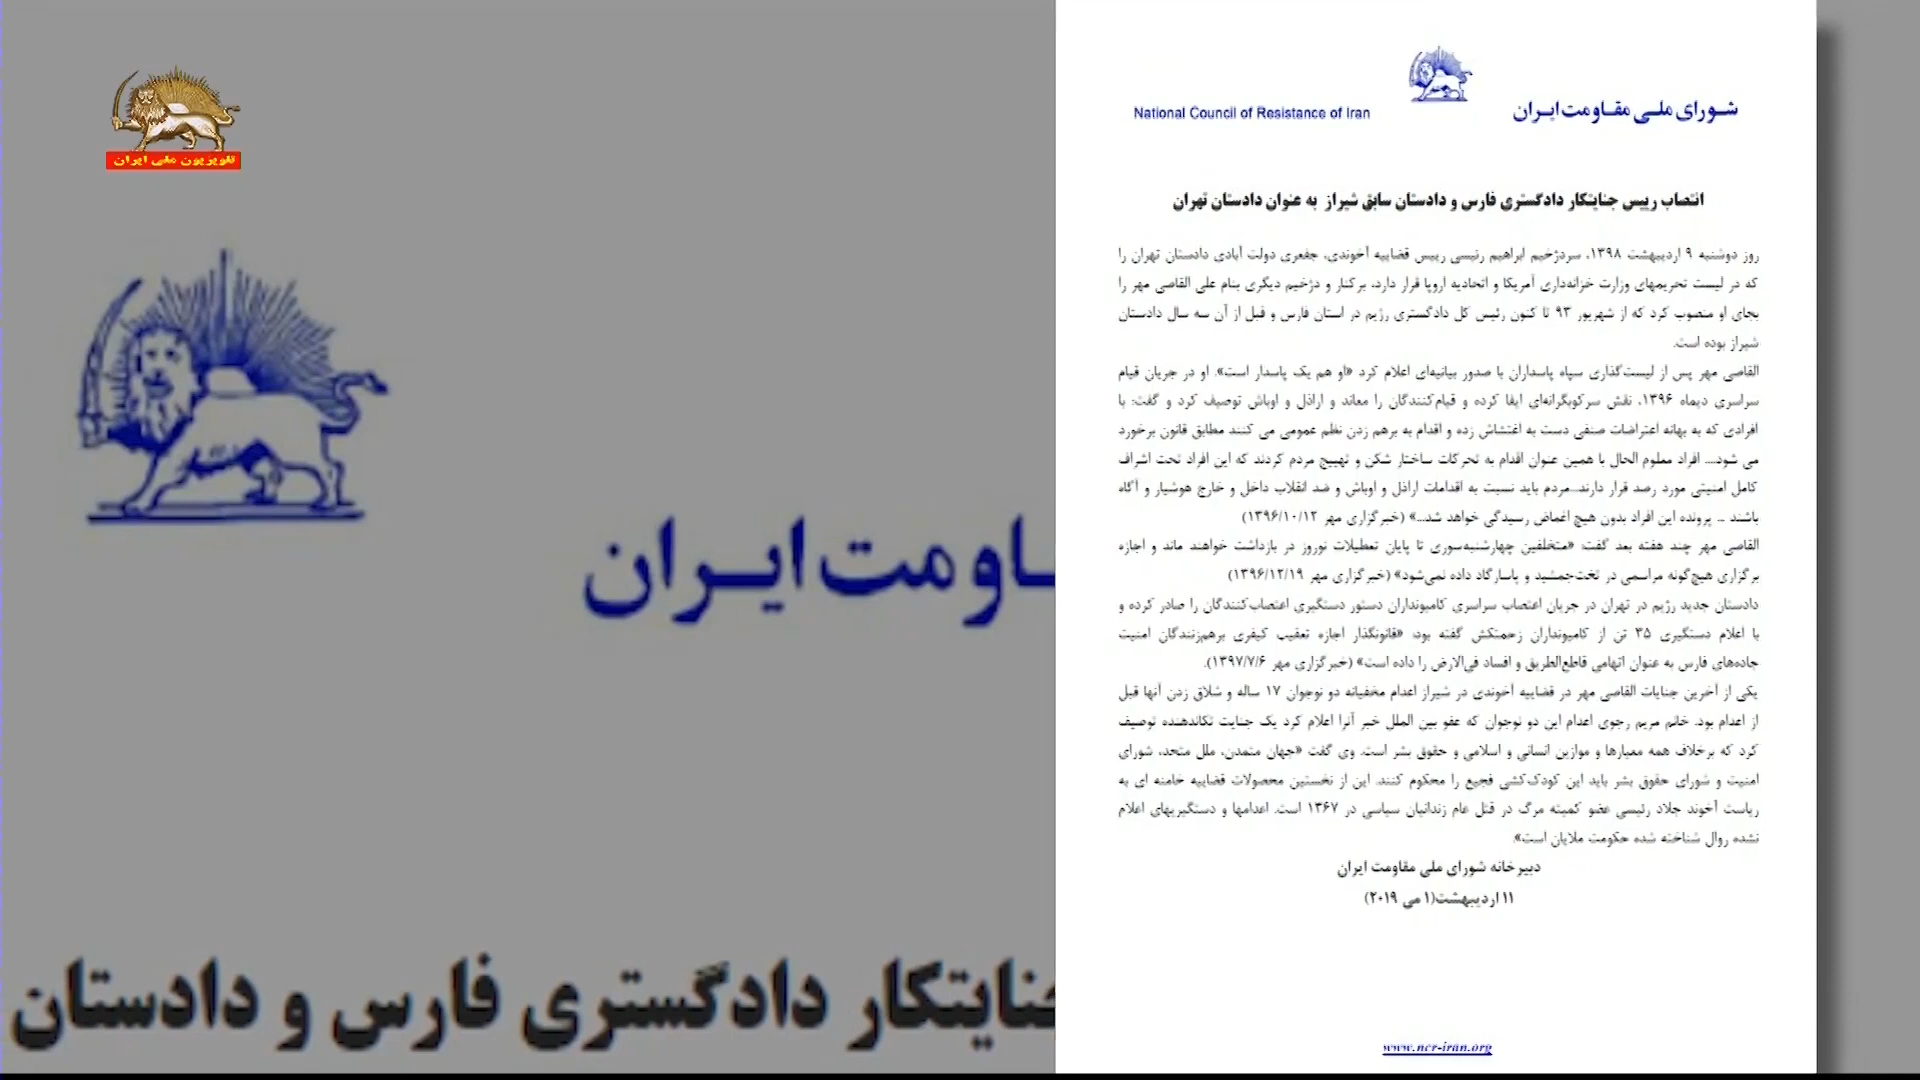 تلویزیون ملی ایران
ـاومت ایـران
جنایتکار دادگستری فارس و دادستان
National Council of Resistance of Iran
شـورای ملـی مقـاومت ایـران
انتصاب رییس جنایتکار دادگستری فارس و دادستان سابق شیراز به عنوان دادستان تهران
روز دوشنبه ۹ اردیبهشت ۱۳۹۸، سردژخیم ابراهیم رئیسی رییس قضاییه آخوندی، جعفری دولت آبادی دادستان تهران را
که در لیست تحریمهای وزارت خزانه‌داری آمریکا و اتحادیه اروپا قرار دارد، برکنار و دژخیم دیگری بنام علی القاصی مهر را
بجای او منصوب کرد که از شهریور ۹۳ تا کنون رئیس کل دادگستری رژیم در استان فارس و قبل از آن سه سال دادستان
شیراز بوده است.
القاصی مهر پس از لیست‌گذاری سپاه پاسداران با صدور بیانیه‌ای اعلام کرد «او هم یک پاسدار است». او در جریان قیام
سراسری دیماه ۱۳۹۶، نقش سرکوبگرانه‌ای ایفا کرده و قیام‌کنندگان را معاند و اراذل و اوباش توصیف کرد و گفت: با
افرادی که به بهانه اعتراضات صنفی دست به اغتشاش زده و اقدام به برهم زدن نظم عمومی می کنند مطابق قانون برخورد
می شود.... افراد معلوم الحال با همین عنوان اقدام به تحرکات ساختار شکن و تهییج مردم کردند که این افراد تحت اشراف
کامل امنیتی مورد رصد قرار دارند...مردم باید نسبت به اقدامات اراذل و اوباش و ضد انقلاب داخل و خارج هوشیار و آگاه
باشند ... پرونده این افراد بدون هیچ اغماض رسیدگی خواهد شد...» (خبرگزاری مهر ۱۳۹۶/۱۰/۱۲)
القاصی مهر چند هفته بعد گفت: «متخلفین چهارشنبه‌سوری تا پایان تعطیلات نوروز در بازداشت خواهند ماند و اجازه
برگزاری هیچ‌گونه مراسمی در تخت‌جمشید و پاسارگاد داده نمی‌شود» (خبرگزاری مهر ۱۳۹۶/۱۲/۱۹)
دادستان جدید رژیم در تهران در جریان اعتصاب سراسری کامیونداران دستور دستگیری اعتصاب‌کنندگان را صادر کرده و
با اعلام دستگیری ۳۵ تن از کامیونداران زحمتکش گفته بود: «قانونگذار اجازه تعقیب کیفری برهم‌زنندگان امنیت
جاده‌های فارس به عنوان اتهامی قاطع‌الطریق و افساد فی‌الارض را داده است» (خبرگزاری مهر ۱۳۹۷/۷/۶).
یکی از آخرین جنایات القاصی مهر در قضاییه آخوندی در شیراز اعدام مخفیانه دو نوجوان ۱۷ ساله و شلاق زدن آنها قبل
از اعدام بود. خانم مریم رجوی اعدام این دو نوجوان که عفو بین الملل خبر آنرا اعلام کرد یک جنایت تکاندهنده توصیف
کرد که برخلاف همه معیارها و موازین انسانی و اسلامی و حقوق بشر است. وی گفت «جهان متمدن، ملل متحد، شورای
امنیت و شورای حقوق بشر باید این کودک‌کشی فجیع را محکوم کنند. این از نخستین محصولات قضاییه خامنه ای به
ریاست آخوند جلاد رئیسی عضو کمیته مرگ در قتل عام زندانیان سیاسی در ۱۳۶۷ است. اعدامها و دستگیریهای اعلام
نشده روال شناخته شده حکومت ملایان است».
دبیرخانه شورای ملی مقاومت ایران
۱۱ اردیبهشت(۱ می ۲۰۱۹)
www.ncr-iran.org